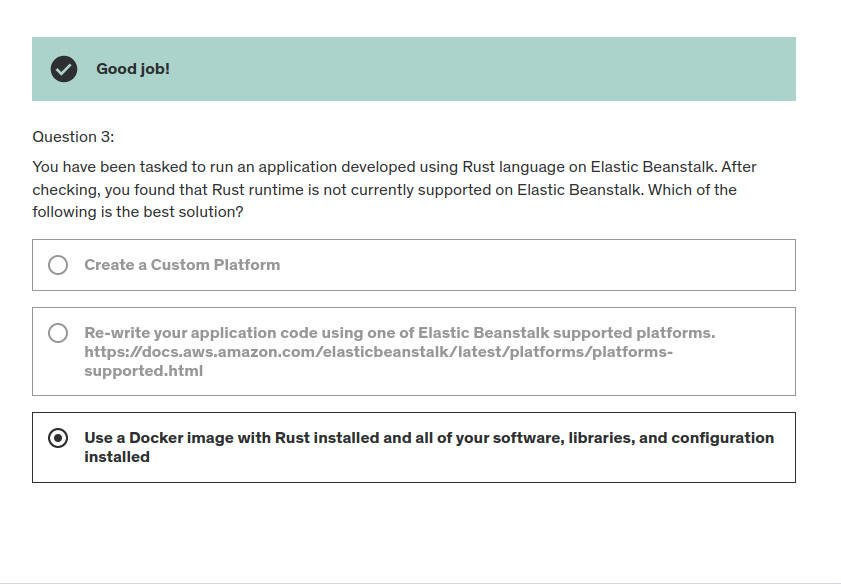 Good job!
Question 3:
You have been tasked to run an application developed using Rust language on Elastic Beanstalk. After
checking, you found that Rust runtime is not currently supported on Elastic Beanstalk. Which of the
following is the best solution?
Create a Custom Platform
Re-write your application code using one of Elastic Beanstalk supported platforms.
https://docs.aws.amazon.com/elasticbeanstalk/latest/platforms/platforms-
supported.html
Use a Docker image with Rust installed and all of your software, libraries, and configuration
installed